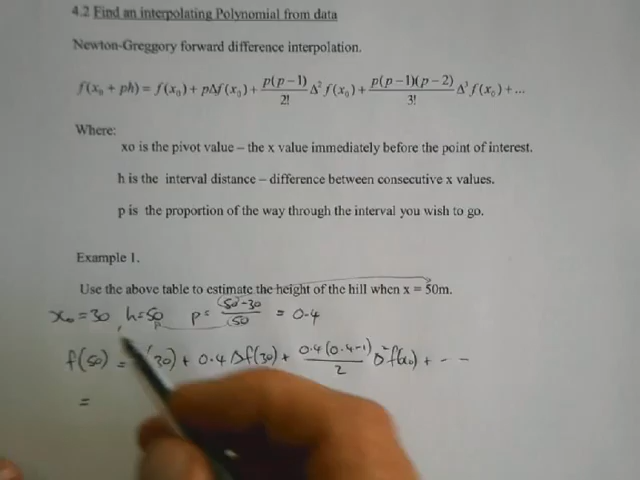 4.2 Find an interpolating Polynomial from data
Newton-Greggory forward difference interpolation.
f(x₀ + ph) = f(x₀) + pΔf(x₀) + p(p−1)/2! Δ² f(x₀) + p(p−1)(p−2)/3! Δ³ f(x₀) + ...
Where:
xo is the pivot value – the x value immediately before the point of interest.
h is the interval distance – difference between consecutive x values.
p is the proportion of the way through the interval you wish to go.
Example 1.
Use the above table to estimate the height of the hill when x = 50m.
x₀ = 30, h = 50 p = (50 - 30)/50 = 0.4
f(50) = (30) + 0.4 Δf(30) + 0.4(0.4-1)/2 Δ²f(x₀) + - -
=